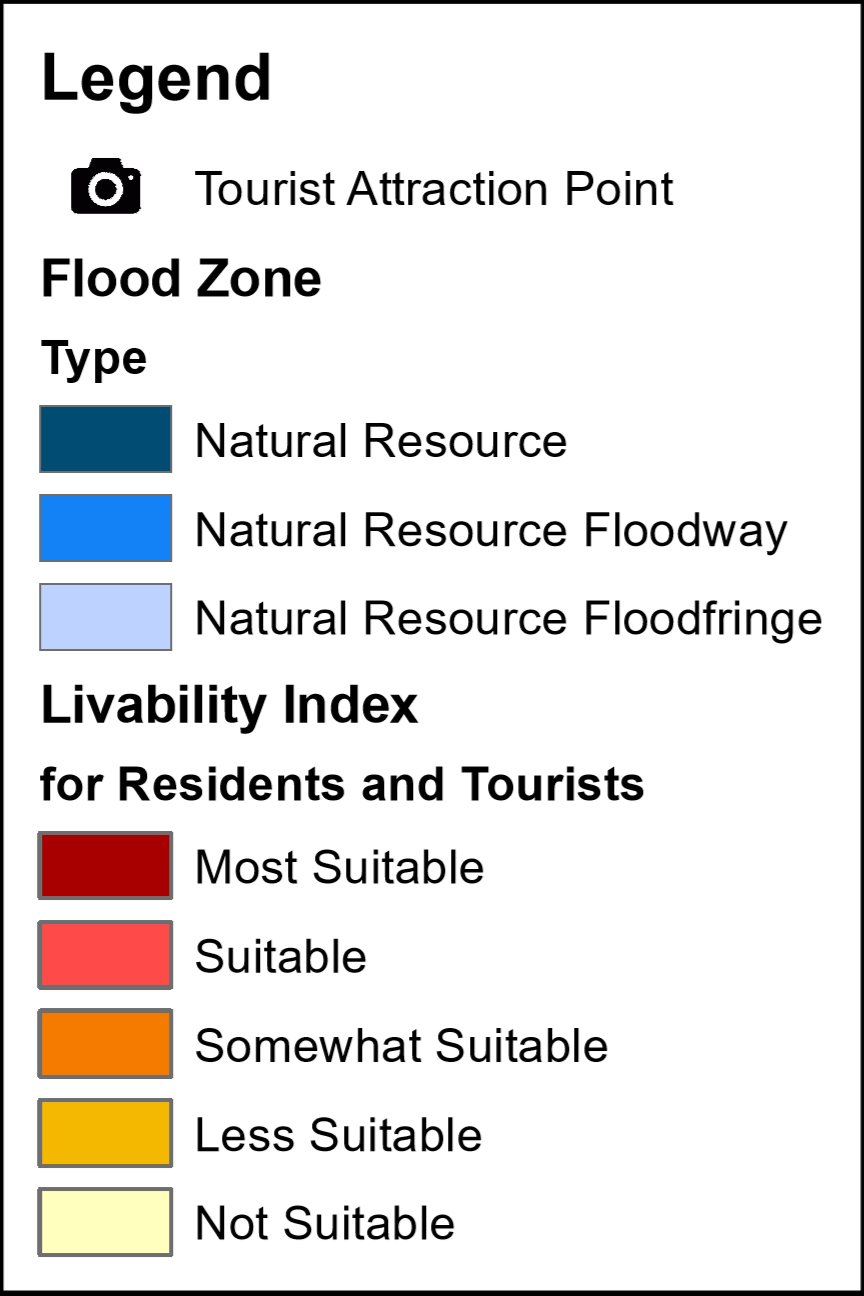 Legend
Tourist Attraction Point
Flood Zone
Type
Natural Resource
Natural Resource Floodway
Natural Resource Floodfringe
Livability Index
for Residents and Tourists
Most Suitable
Suitable
Somewhat Suitable
Less Suitable
Not Suitable